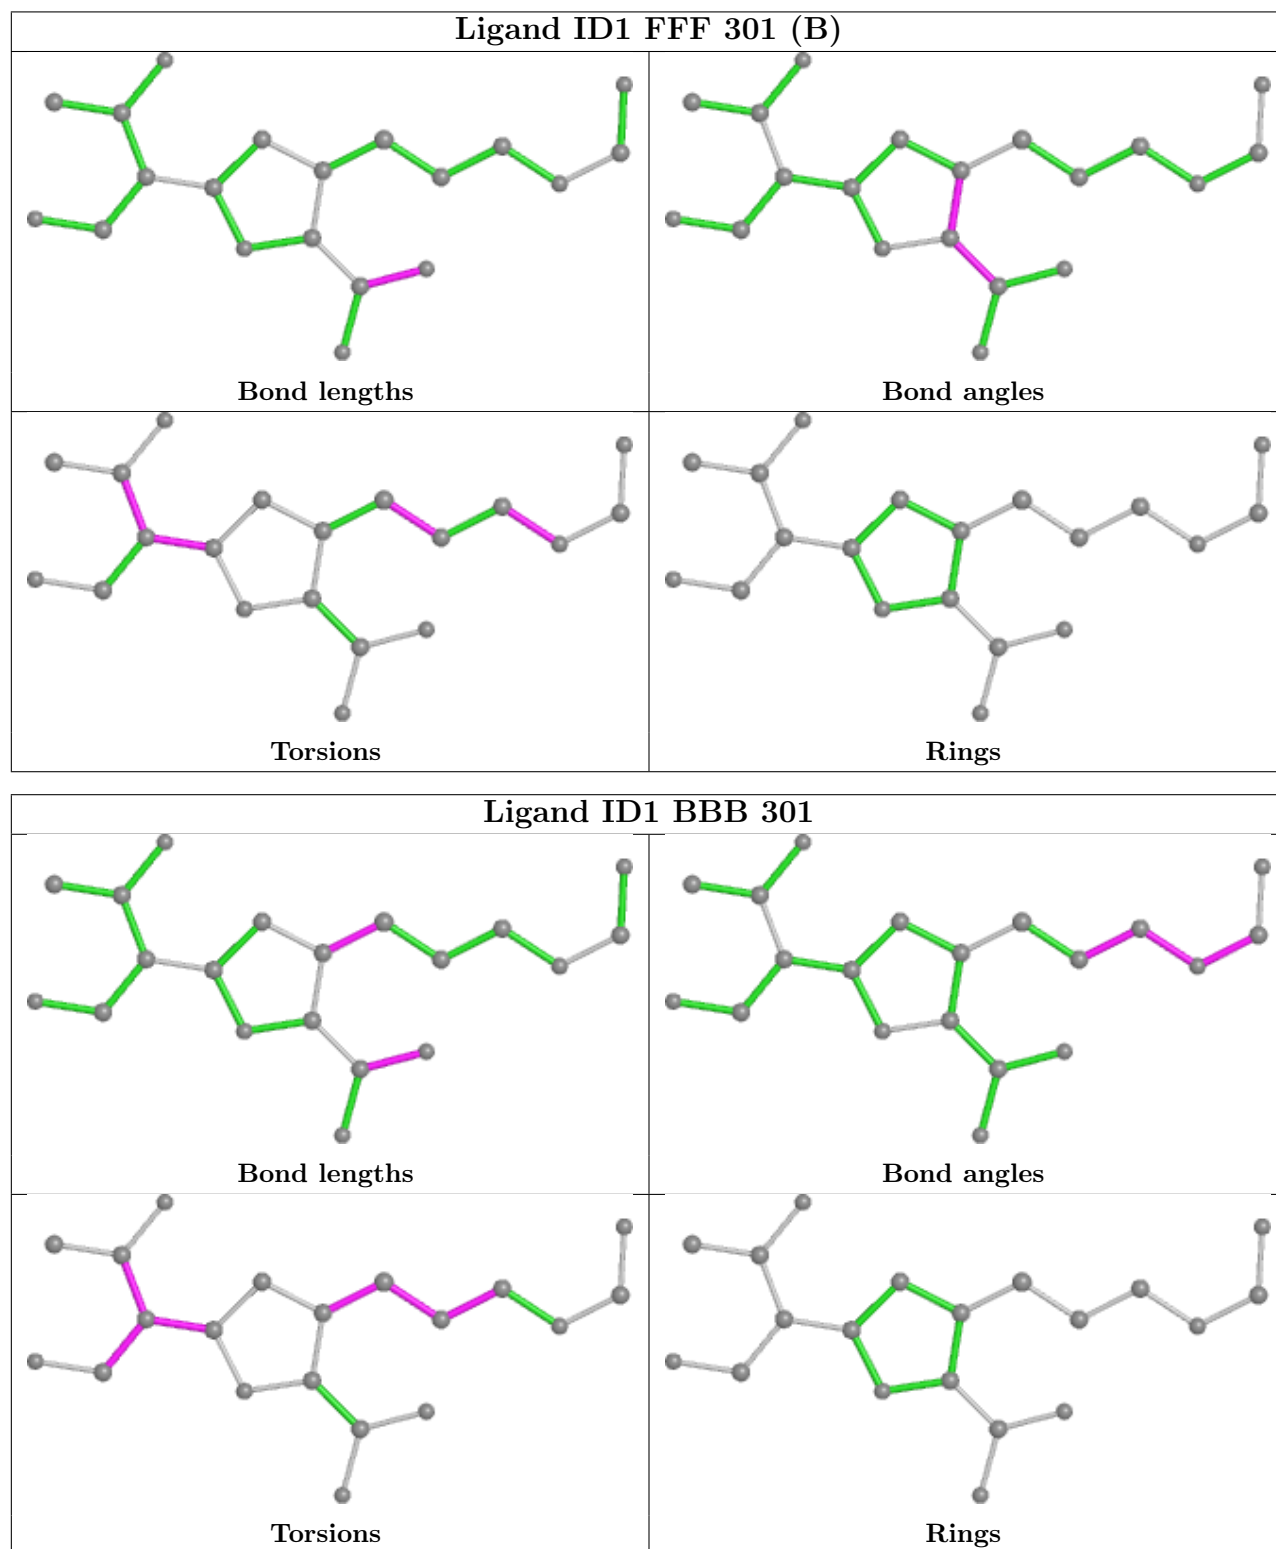 Ligand ID1 FFF 301 (B)
Bond lengths
Bond angles
Torsions
Rings
Ligand ID1 BBB 301
Bond lengths
Bond angles
Torsions
Rings